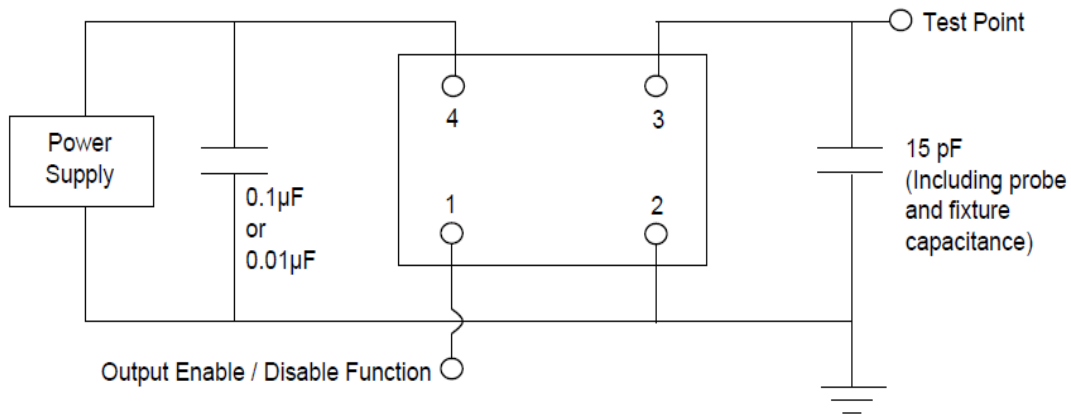 Test Point
4
3
Power
Supply
0.1µF
or
0.01µF
1
2
15 pF
(Including probe
and fixture
capacitance)
Output Enable / Disable Function